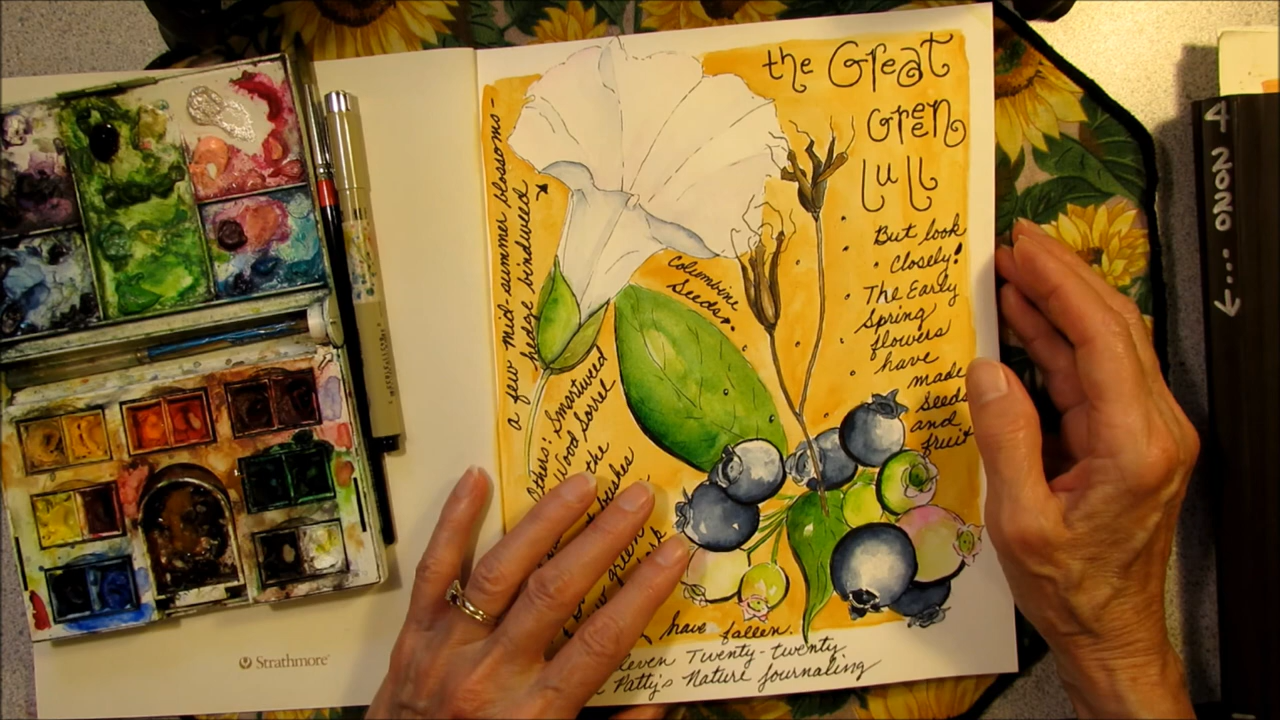 the Great
Green
Lull
But look
closely!
The Early
Spring
flowers
have
made
seeds
and
fruit
a few mid-summer blossoms-
hedge bindweed
Columbine
Seeds
Others: Smartweed
Wood Sorrel
the
bushes
green
have fallen.
Twenty-twenty
Patty's Nature Journaling
Strathmore
2020